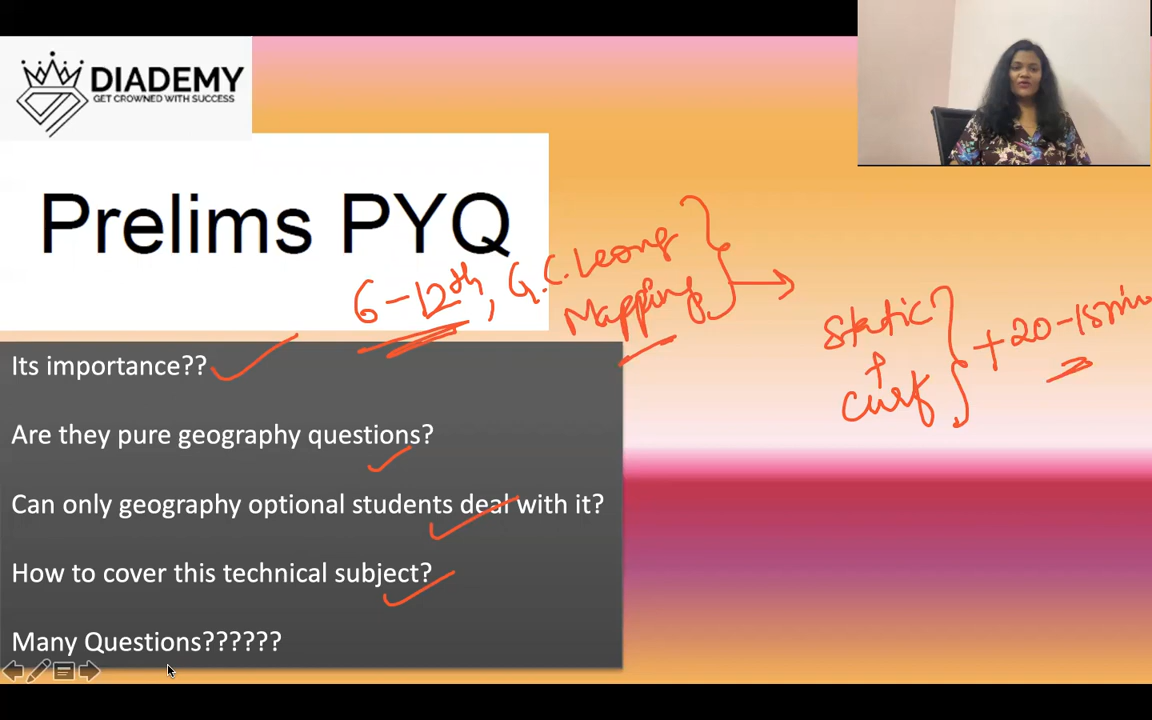 DIADEMY
GET CROWNED WITH SUCCESS
Prelims PYQ
6-12th, G.C. Leong
Mapping
Static
+
Curr
+20-15min
Its importance??
Are they pure geography questions?
Can only geography optional students deal with it?
How to cover this technical subject?
Many Questions??????